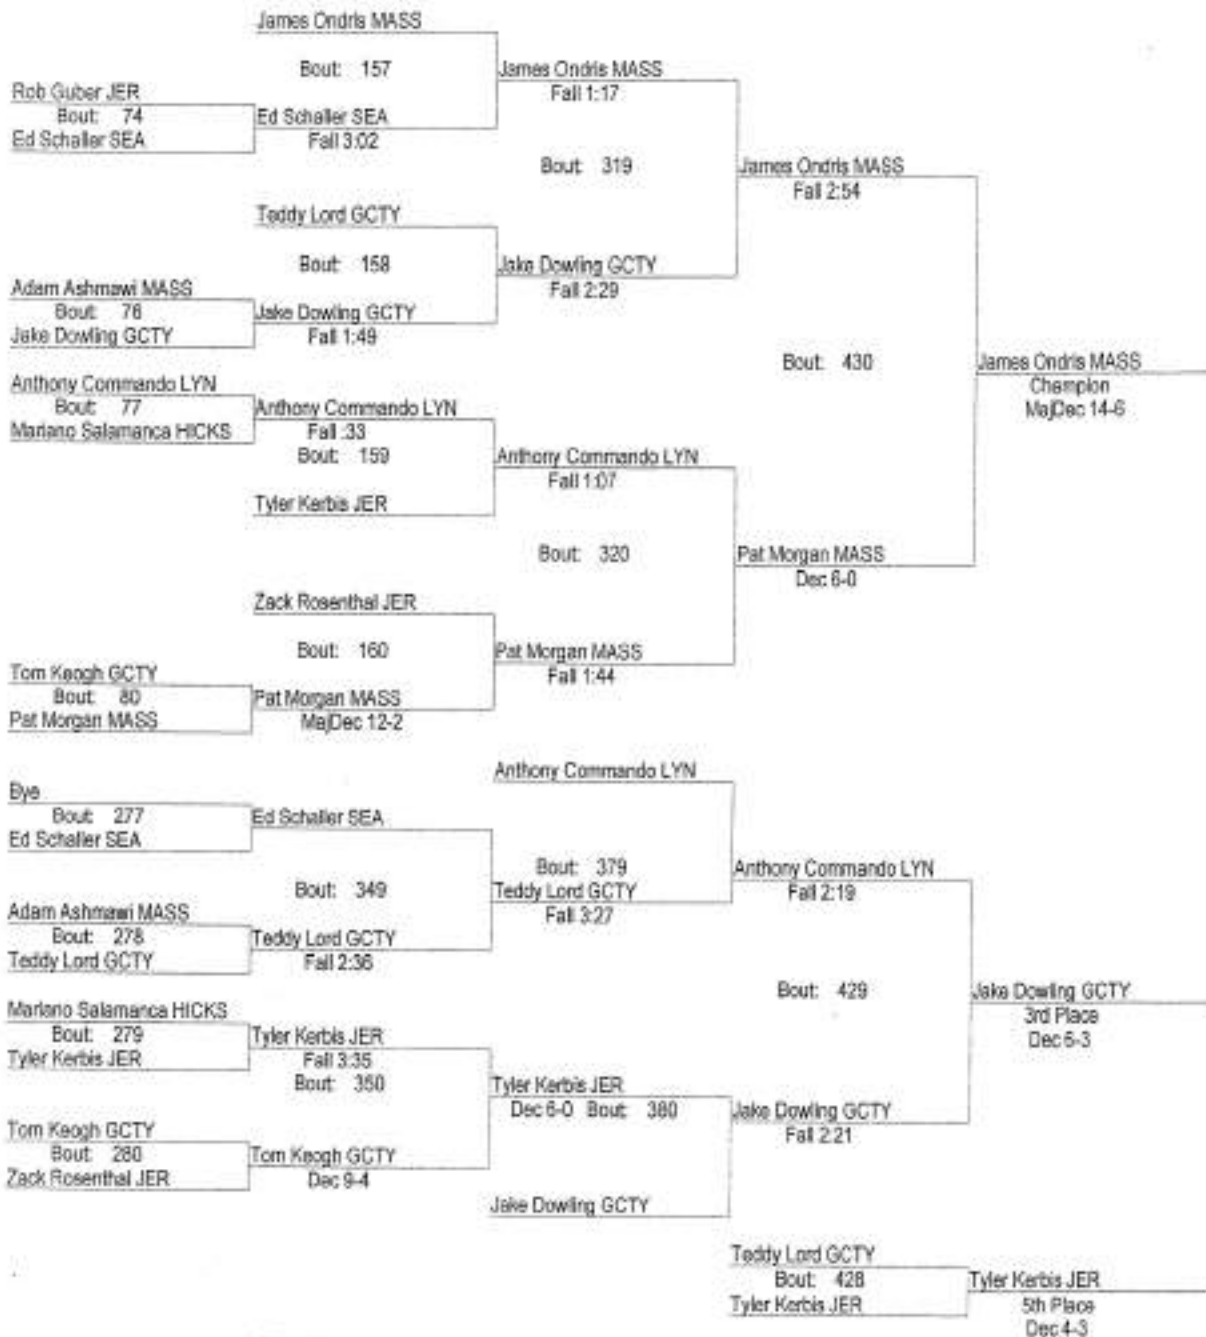 James Ondris MASS
Bout: 157
James Ondris MASS
Fall 1:17
Rob Guber JER
Bout: 74
Ed Schaller SEA
Ed Schaller SEA
Fall 3:02
Bout: 319
James Ondris MASS
Fall 2:54
Teddy Lord GCTY
Bout: 158
Jake Dowling GCTY
Fall 2:29
Adam Ashmawi MASS
Bout: 76
Jake Dowling GCTY
Jake Dowling GCTY
Fall 1:49
Bout: 430
James Ondris MASS
Champion
MajDec 14-6
Anthony Commando LYN
Bout: 77
Mariano Salamanca HICKS
Anthony Commando LYN
Fall :33
Bout: 159
Anthony Commando LYN
Fall 1:07
Tyler Kerbis JER
Bout: 320
Pat Morgan MASS
Dec 6-0
Zack Rosenthal JER
Bout: 160
Pat Morgan MASS
Fall 1:44
Tom Keogh GCTY
Bout: 80
Pat Morgan MASS
Pat Morgan MASS
MajDec 12-2
Anthony Commando LYN
Bye
Bout: 277
Ed Schaller SEA
Ed Schaller SEA
Bout: 379
Anthony Commando LYN
Fall 2:19
Bout: 349
Teddy Lord GCTY
Fall 3:27
Adam Ashmawi MASS
Bout: 278
Teddy Lord GCTY
Teddy Lord GCTY
Fall 2:36
Bout: 429
Jake Dowling GCTY
3rd Place
Dec 6-3
Mariano Salamanca HICKS
Bout: 279
Tyler Kerbis JER
Tyler Kerbis JER
Fall 3:35
Bout: 350
Tyler Kerbis JER
Dec 6-0 Bout: 380
Jake Dowling GCTY
Fall 2:21
Tom Keogh GCTY
Bout: 280
Zack Rosenthal JER
Tom Keogh GCTY
Dec 9-4
Jake Dowling GCTY
Teddy Lord GCTY
Bout: 428
Tyler Kerbis JER
Tyler Kerbis JER
5th Place
Dec 4-3